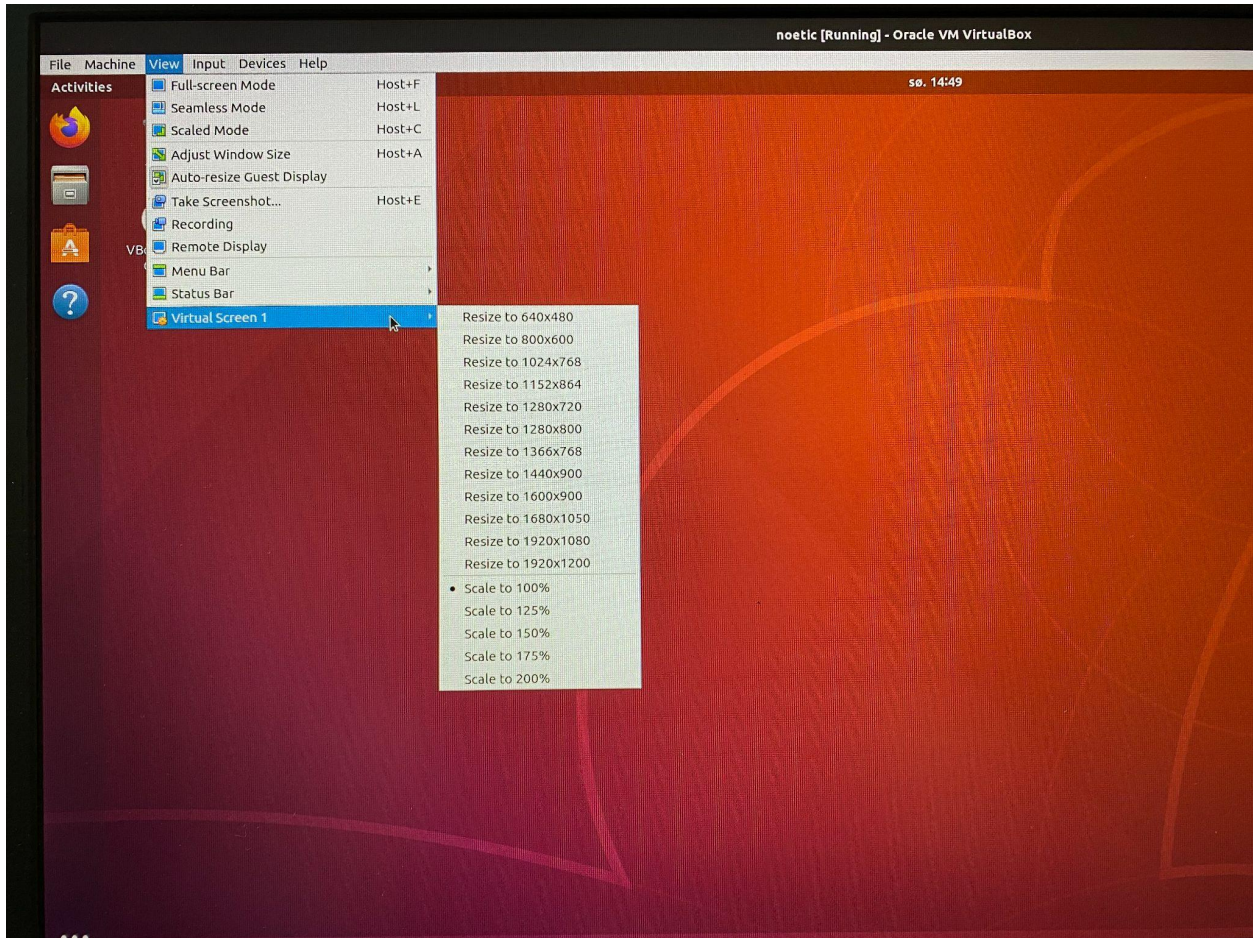 noetic [Running] - Oracle VM VirtualBox
File Machine View Input Devices Help
Activities
sø. 14:49
Full-screen Mode Host+F
Seamless Mode Host+L
Scaled Mode Host+C
Adjust Window Size Host+A
Auto-resize Guest Display
Take Screenshot... Host+E
Recording
Remote Display
Menu Bar
Status Bar
Virtual Screen 1
Resize to 640x480
Resize to 800x600
Resize to 1024x768
Resize to 1152x864
Resize to 1280x720
Resize to 1280x800
Resize to 1366x768
Resize to 1440x900
Resize to 1600x900
Resize to 1680x1050
Resize to 1920x1080
Resize to 1920x1200
Scale to 100%
Scale to 125%
Scale to 150%
Scale to 175%
Scale to 200%